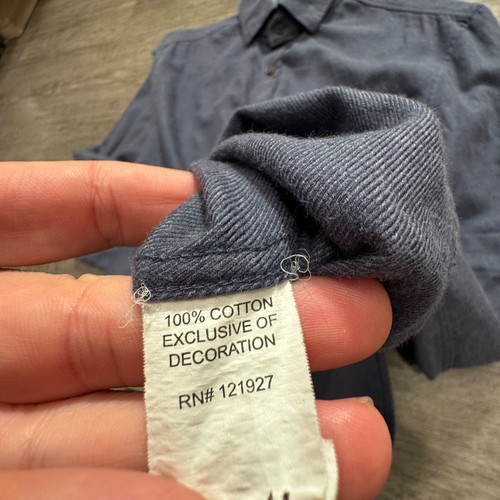 100% COTTON
EXCLUSIVE OF
DECORATION
RN# 121927